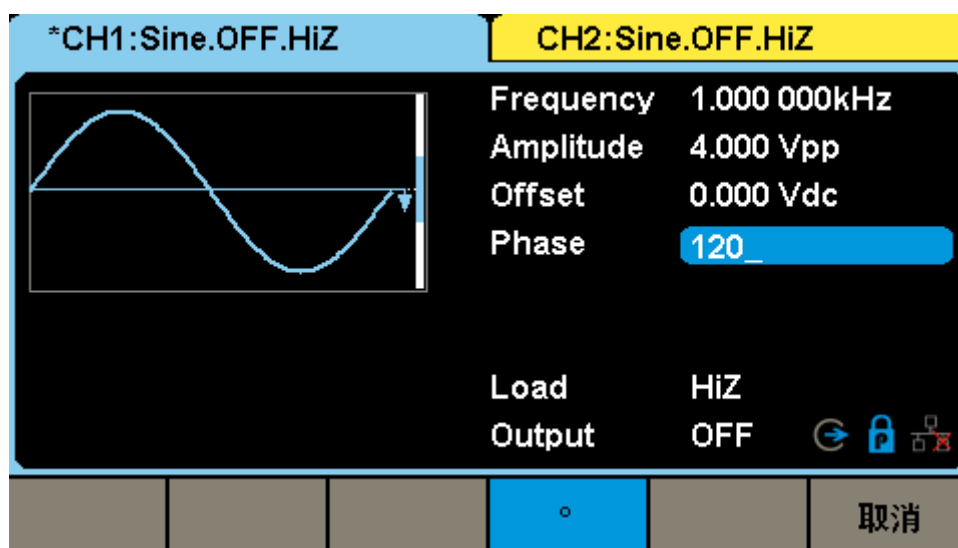 *CH1:Sine.OFF.HiZ CH2:Sine.OFF.HiZ
Frequency 1.000 000kHz
Amplitude 4.000 Vpp
Offset 0.000 Vdc
Phase 120_
Load HiZ
Output OFF
° 取消